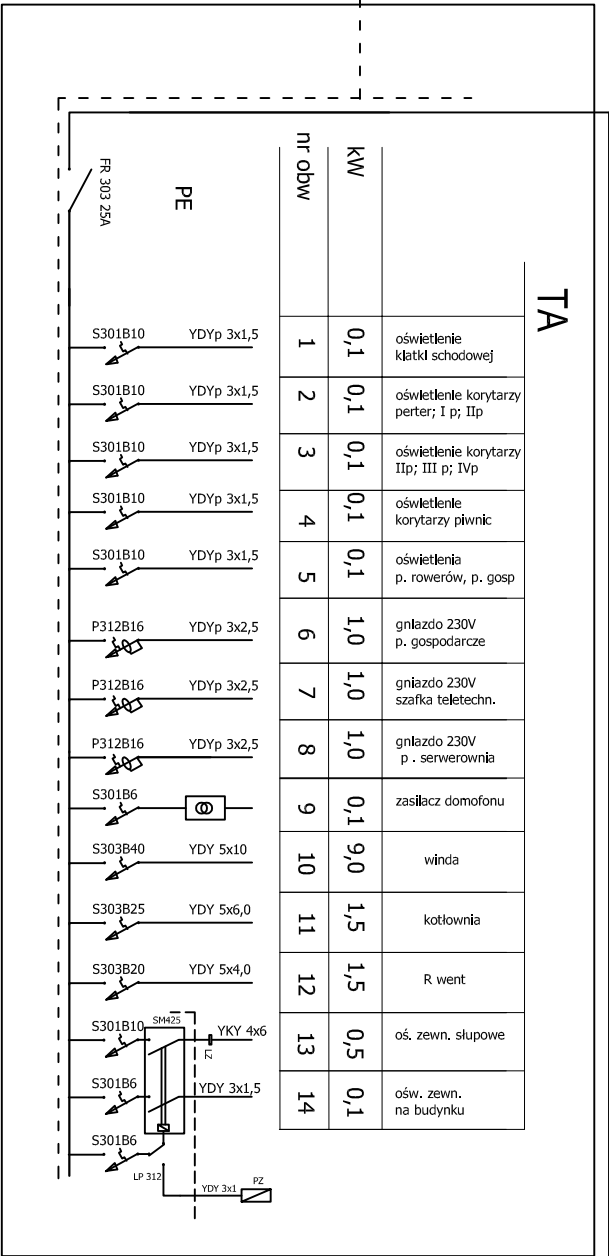 TA
nr obw
kW
PE
FR 303 25A
S301B10 YDYp 3x1,5 1 0,1 oświetlenie
klatki schodowej
S301B10 YDYp 3x1,5 2 0,1 oświetlenie korytarzy
perter; I p; IIp
S301B10 YDYp 3x1,5 3 0,1 oświetlenie korytarzy
IIp; III p; IVp
S301B10 YDYp 3x1,5 4 0,1 oświetlenie
korytarzy piwnic
S301B10 YDYp 3x1,5 5 0,1 oświetlenia
p. rowerów, p. gosp
P312B16 YDYp 3x2,5 6 1,0 gniazdo 230V
p. gospodarcze
P312B16 YDYp 3x2,5 7 1,0 gniazdo 230V
szafka teletechn.
P312B16 YDYp 3x2,5 8 1,0 gniazdo 230V
p . serwerownia
S301B6 9 0,1 zasilacz domofonu
S303B40 YDY 5x10 10 9,0 winda
S303B25 YDY 5x6,0 11 1,5 kotłownia
S303B20 YDY 5x4,0 12 1,5 R went
S301B10 SM425 LZ YKY 4x6 13 0,5 oś. zewn. słupowe
S301B6 YDY 3x1,5 14 0,1 ośw. zewn.
na budynku
S301B6
LP 312 YDY 3x1 PZ